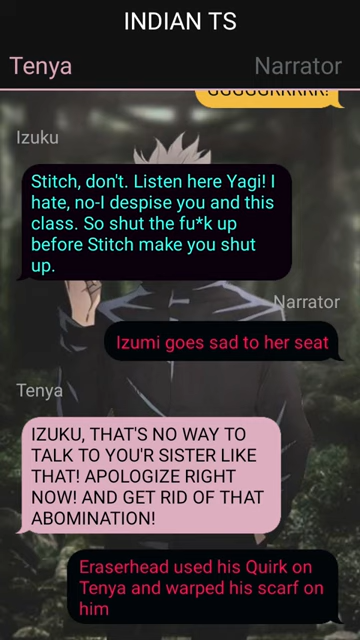 INDIAN TS
Tenya
Narrator
GGGGGRRRRR!
Izuku
Stitch, don't. Listen here Yagi! I
hate, no-I despise you and this
class. So shut the fu*k up
before Stitch make you shut
up.
Narrator
Izumi goes sad to her seat
Tenya
IZUKU, THAT'S NO WAY TO
TALK TO YOU'R SISTER LIKE
THAT! APOLOGIZE RIGHT
NOW! AND GET RID OF THAT
ABOMINATION!
Eraserhead used his Quirk on
Tenya and warped his scarf on
him